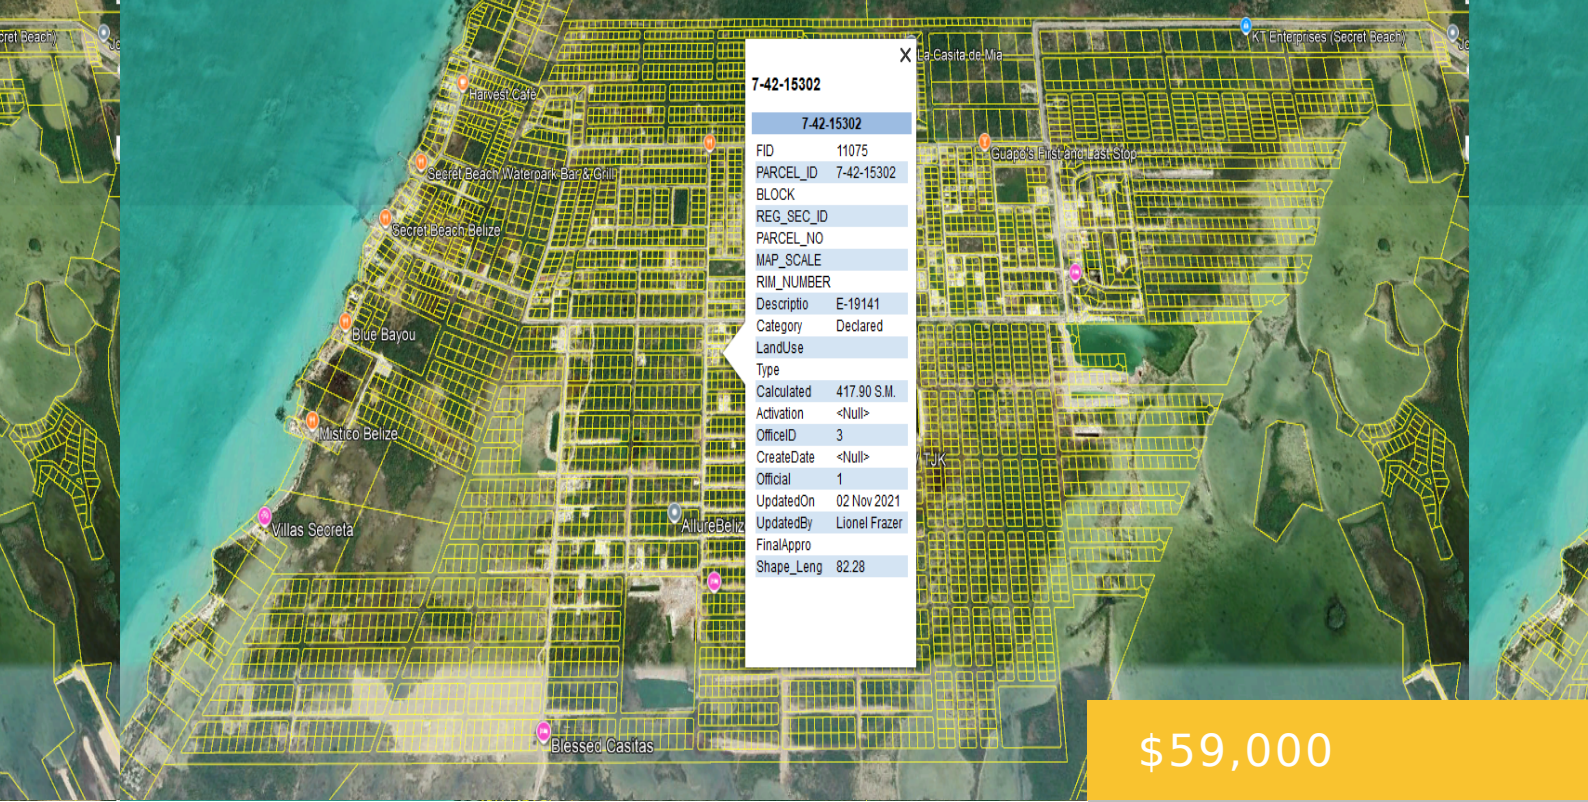 cret Beach)
Jo
KT Enterprises (Secret Beach)
Jo
La Casita de Mia
X
7-42-15302
7-42-15302
FID 11075
PARCEL_ID 7-42-15302
BLOCK
REG_SEC_ID
PARCEL_NO
MAP_SCALE
RIM_NUMBER
Descriptio E-19141
Category Declared
LandUse
Type
Calculated 417.90 S.M.
Activation <Null>
OfficeID 3
CreateDate <Null>
Official 1
UpdatedOn 02 Nov 2021
UpdatedBy Lionel Frazer
FinalAppro
Shape_Leng 82.28
Harvest Cafe
Secret Beach Waterpark Bar & Grill
Guapo's First and Last Stop
Secret Beach Belize
Blue Bayou
Mistico Belize
TJK
Villas Secreta
AllureBeliz
Blessed Casitas
$59,000